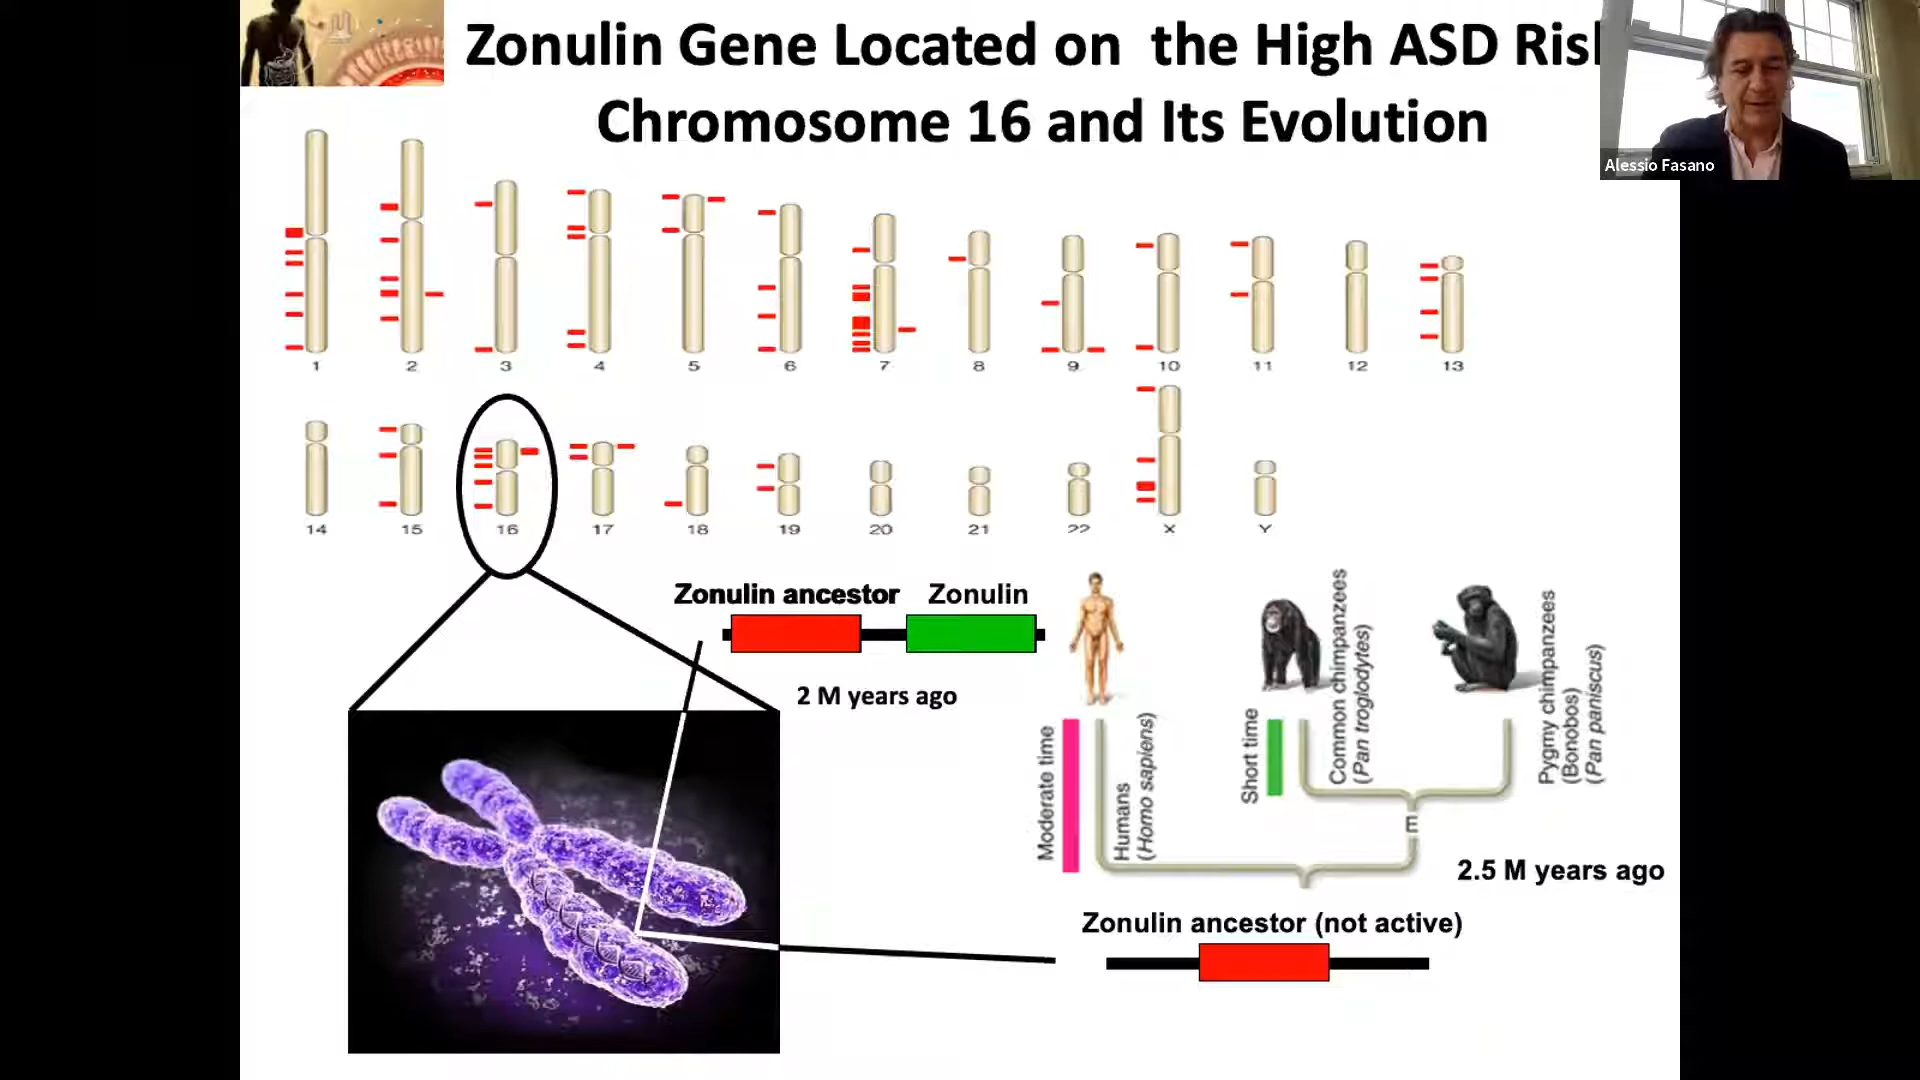 Zonulin Gene Located on the High ASD Ris
Chromosome 16 and Its Evolution
Alessio Fasano
1
2
3
4
5
6
7
8
9
10
11
12
13
14
15
16
17
18
19
20
21
22
X
Y
Zonulin ancestor
Zonulin
2 M years ago
Moderate time
Humans
(Homo sapiens)
Short time
Common chimpanzees
(Pan troglodytes)
Pygmy chimpanzees
(Bonobos)
(Pan paniscus)
E
2.5 M years ago
Zonulin ancestor (not active)